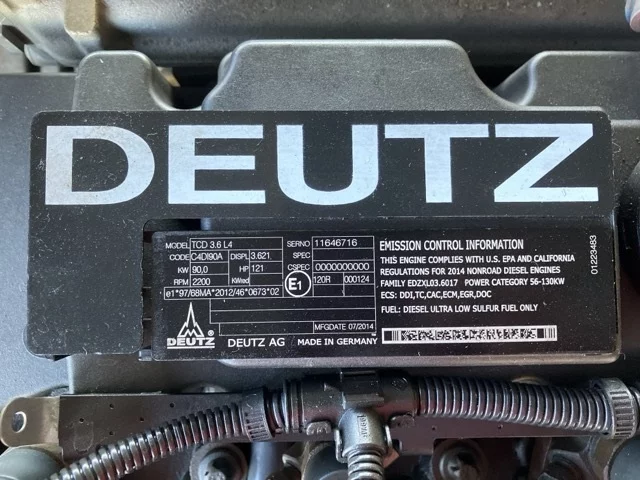 DEUTZ
MODEL TCD 3.6 L4 SERNO 11646716
CODE C4DI90A DISPL 3.621 SPEC
KW 90,0 HP 121 CSPEC 0000000000
RPM 2200 E1 120R 000124
e1*97/68MA*2012/46*0673*02
MFGDATE 07/2014
DEUTZ DEUTZ AG MADE IN GERMANY
EMISSION CONTROL INFORMATION
THIS ENGINE COMPLIES WITH U.S. EPA AND CALIFORNIA
REGULATIONS FOR 2014 NONROAD DIESEL ENGINES
FAMILY EDZXL03.6017 POWER CATEGORY 56-130KW
ECS: DDI,TC,CAC,ECM,EGR,DOC
FUEL: DIESEL ULTRA LOW SULFUR FUEL ONLY
01223483